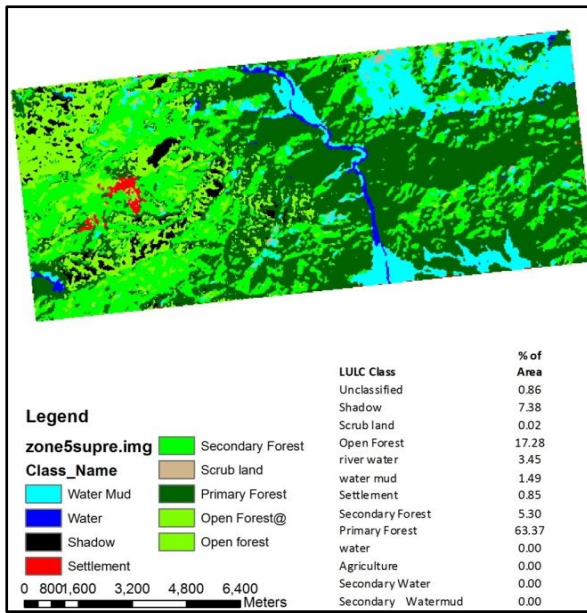 % of
LULC Class Area
Unclassified 0.86
Shadow 7.38
Scrub land 0.02
Open Forest 17.28
river water 3.45
water mud 1.49
Settlement 0.85
Secondary Forest 5.30
Primary Forest 63.37
water 0.00
Agriculture 0.00
Secondary Water 0.00
Secondary Watermud 0.00
Legend
zone5supre.img
Class_Name
Water Mud
Water
Shadow
Settlement
Secondary Forest
Scrub land
Primary Forest
Open Forest@
Open forest
0 800 1,600 3,200 4,800 6,400
Meters